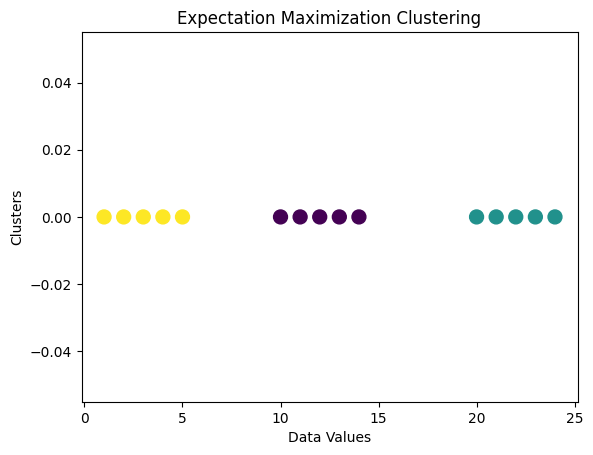 Expectation Maximization Clustering
0.04
0.02
0.00
−0.02
−0.04
Clusters
0 5 10 15 20 25
Data Values